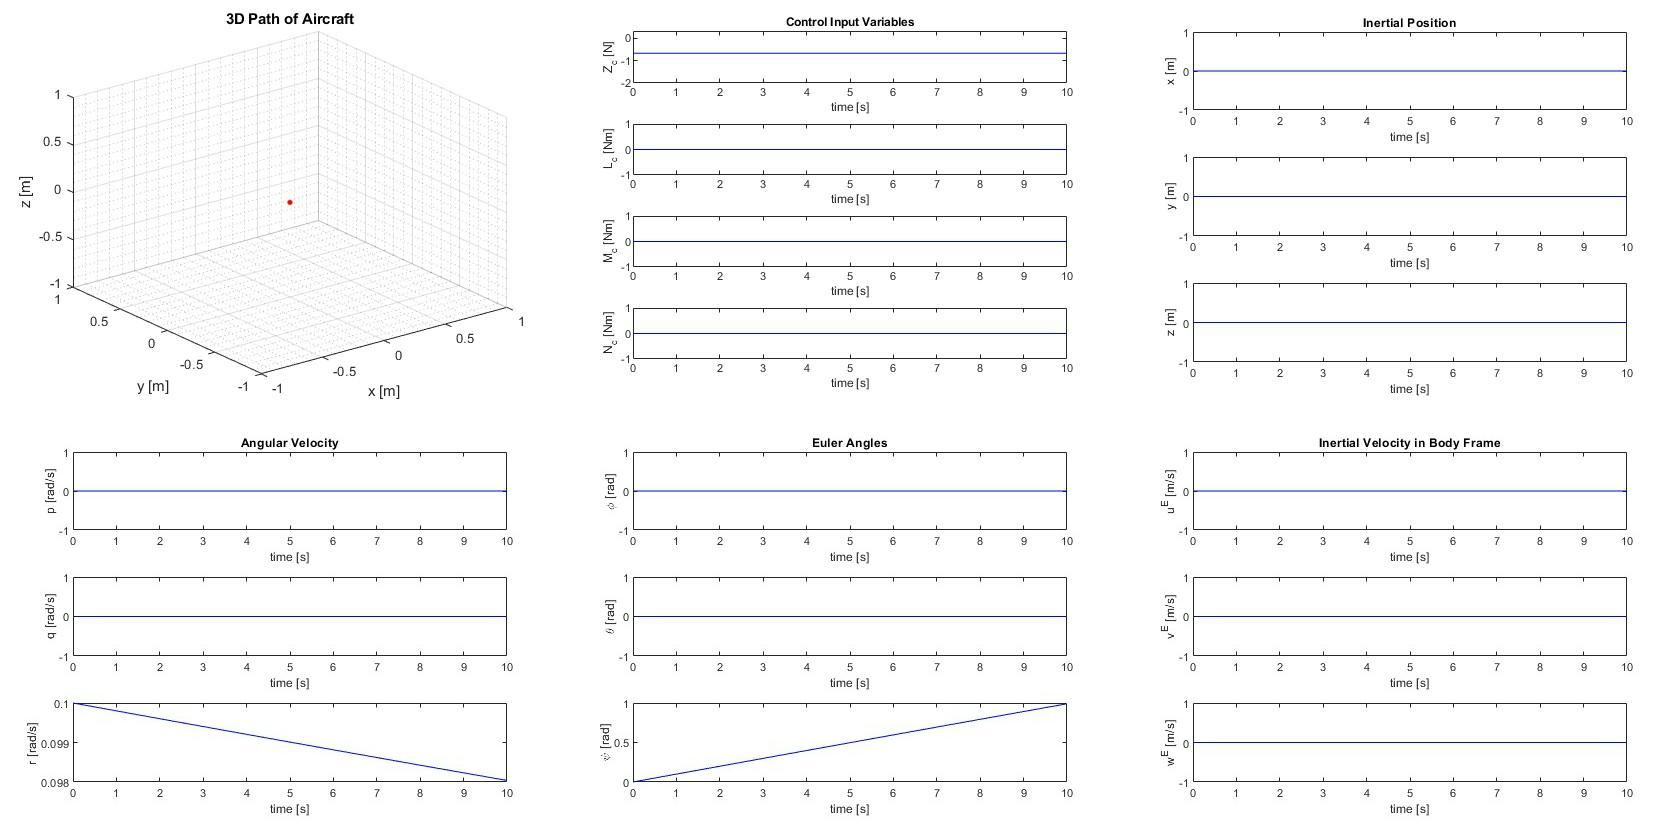 3D Path of Aircraft
1
0.5
0
-0.5
-1
z [m]
1
0.5
0
-0.5
-1
y [m]
-1
-0.5
0
0.5
1
x [m]
Control Input Variables
0
-1
-2
Z_c [N]
0 1 2 3 4 5 6 7 8 9 10
time [s]
1
0
-1
L_c [Nm]
0 1 2 3 4 5 6 7 8 9 10
time [s]
1
0
-1
M_c [Nm]
0 1 2 3 4 5 6 7 8 9 10
time [s]
1
0
-1
N_c [Nm]
0 1 2 3 4 5 6 7 8 9 10
time [s]
Inertial Position
1
0
-1
x [m]
0 1 2 3 4 5 6 7 8 9 10
time [s]
1
0
-1
y [m]
0 1 2 3 4 5 6 7 8 9 10
time [s]
1
0
-1
z [m]
0 1 2 3 4 5 6 7 8 9 10
time [s]
Angular Velocity
1
0
-1
p [rad/s]
0 1 2 3 4 5 6 7 8 9 10
time [s]
1
0
-1
q [rad/s]
0 1 2 3 4 5 6 7 8 9 10
time [s]
0.1
0.099
0.098
r [rad/s]
0 1 2 3 4 5 6 7 8 9 10
time [s]
Euler Angles
1
0
-1
ϕ [rad]
0 1 2 3 4 5 6 7 8 9 10
time [s]
1
0
-1
θ [rad]
0 1 2 3 4 5 6 7 8 9 10
time [s]
1
0.5
0
ψ [rad]
0 1 2 3 4 5 6 7 8 9 10
time [s]
Inertial Velocity in Body Frame
1
0
-1
u^E [m/s]
0 1 2 3 4 5 6 7 8 9 10
time [s]
1
0
-1
v^E [m/s]
0 1 2 3 4 5 6 7 8 9 10
time [s]
1
0
-1
w^E [m/s]
0 1 2 3 4 5 6 7 8 9 10
time [s]